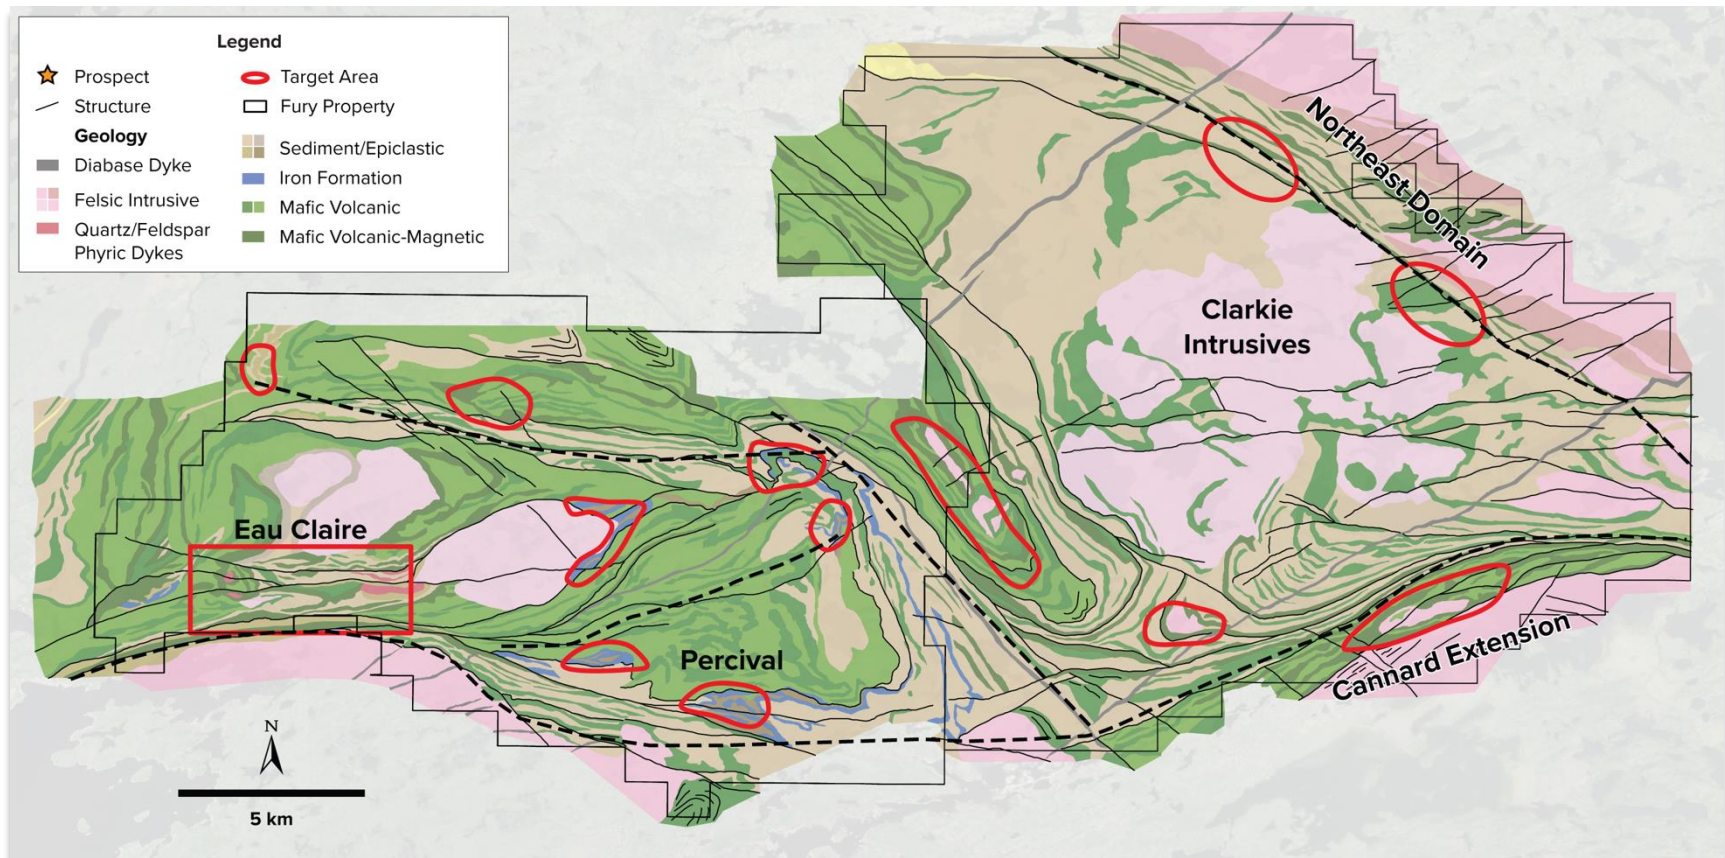 Legend
Prospect
Target Area
Structure
Fury Property
Geology
Diabase Dyke
Felsic Intrusive
Quartz/Feldspar
Phyric Dykes
Sediment/Epiclastic
Iron Formation
Mafic Volcanic
Mafic Volcanic-Magnetic
Northeast Domain
Clarkie
Intrusives
Eau Claire
Percival
Cannard Extension
N
5 km